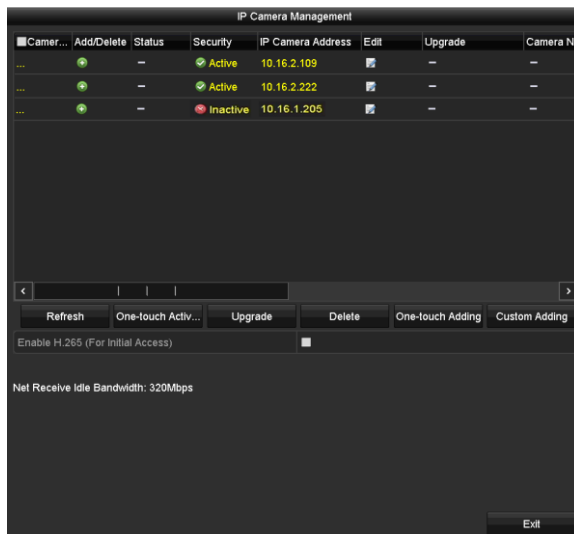 IP Camera Management
Camer... Add/Delete Status Security IP Camera Address Edit Upgrade Camera N
... – Active 10.16.2.109 –  –
... – Active 10.16.2.222 –  –
... – Inactive 10.16.1.205 –  –
Refresh One-touch Activ... Upgrade Delete One-touch Adding Custom Adding
Enable H.265 (For Initial Access)
Net Receive Idle Bandwidth: 320Mbps
Exit